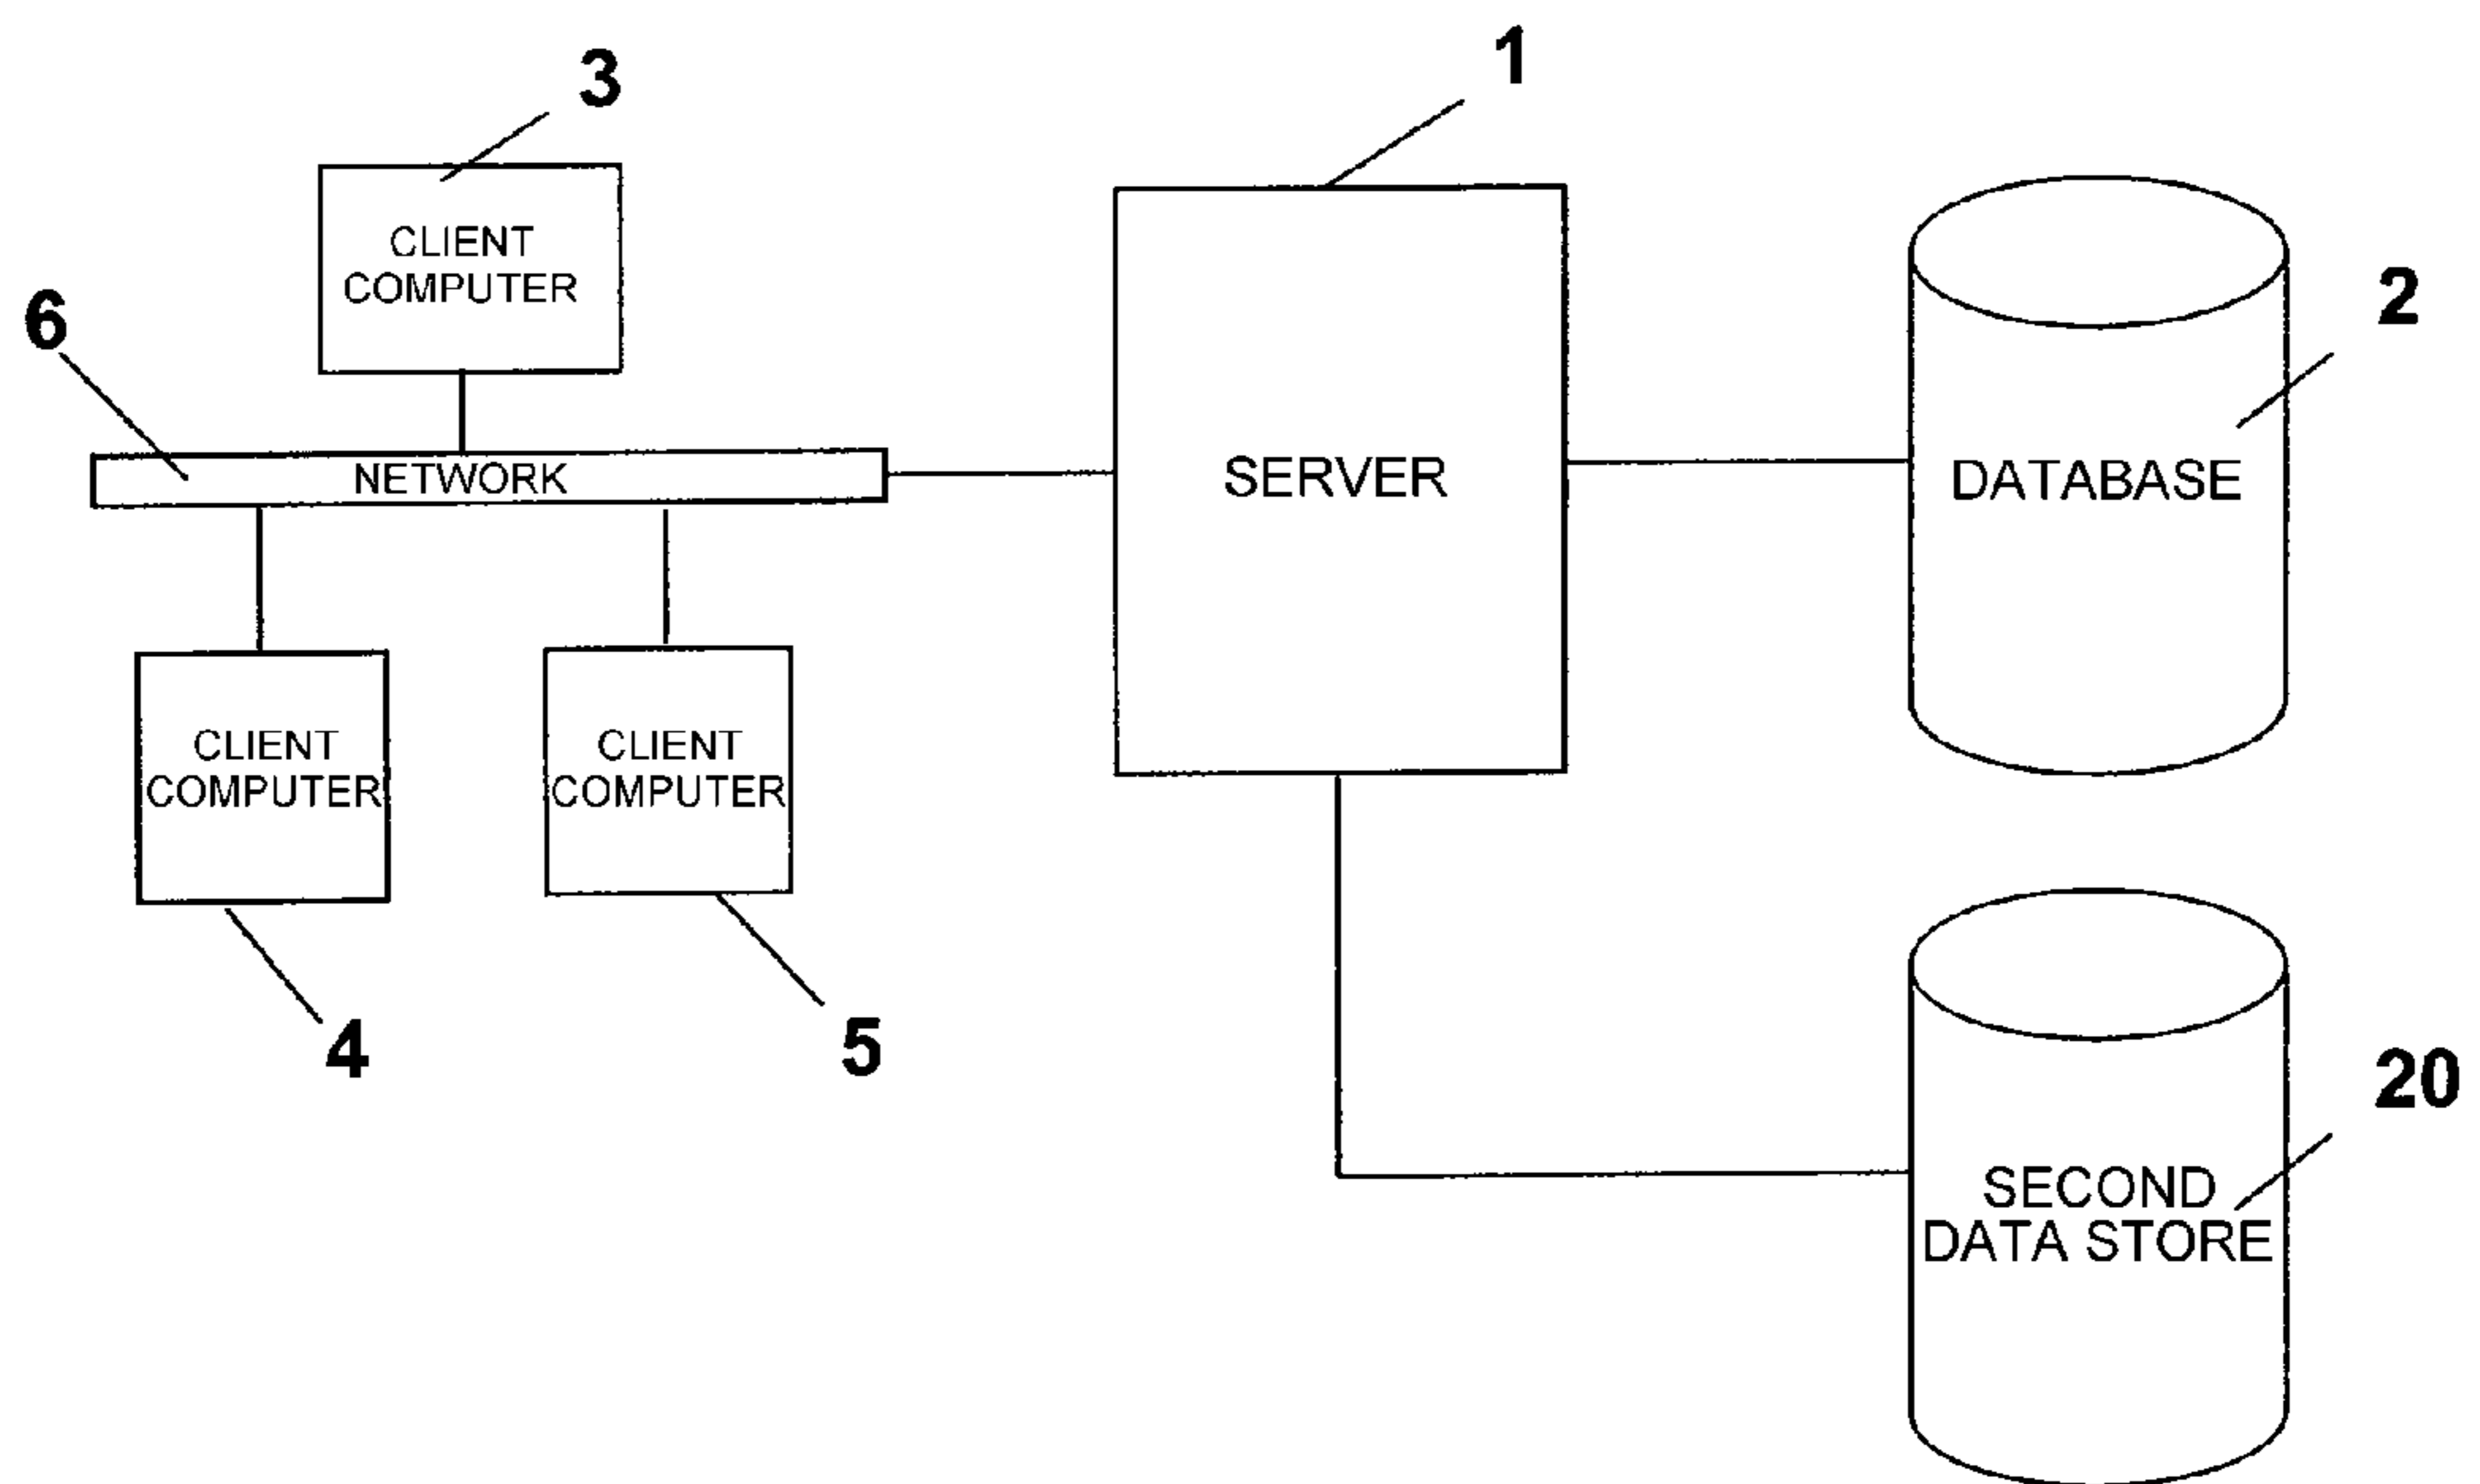 3
1
CLIENT
COMPUTER
6
2
NETWORK
SERVER
DATABASE
CLIENT
COMPUTER
CLIENT
COMPUTER
4
5
20
SECOND
DATA STORE